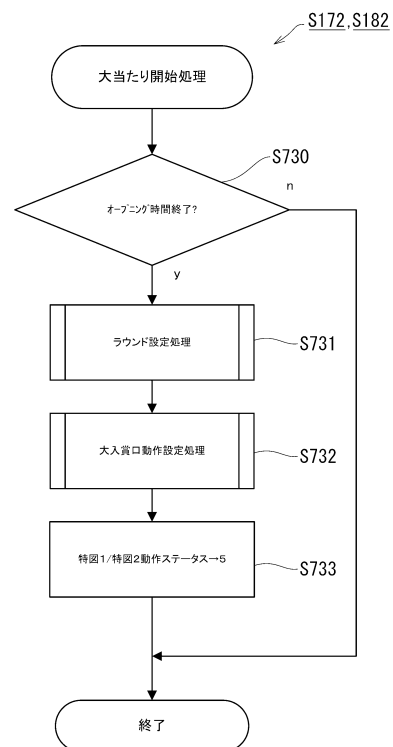 S172,S182
大当たり開始処理
S730
n
ｵｰﾌﾟﾆﾝｸﾞ時間終了?
y
ラウンド設定処理
S731
大入賞口動作設定処理
S732
特図１/特図２動作ステータス→５
S733
終了